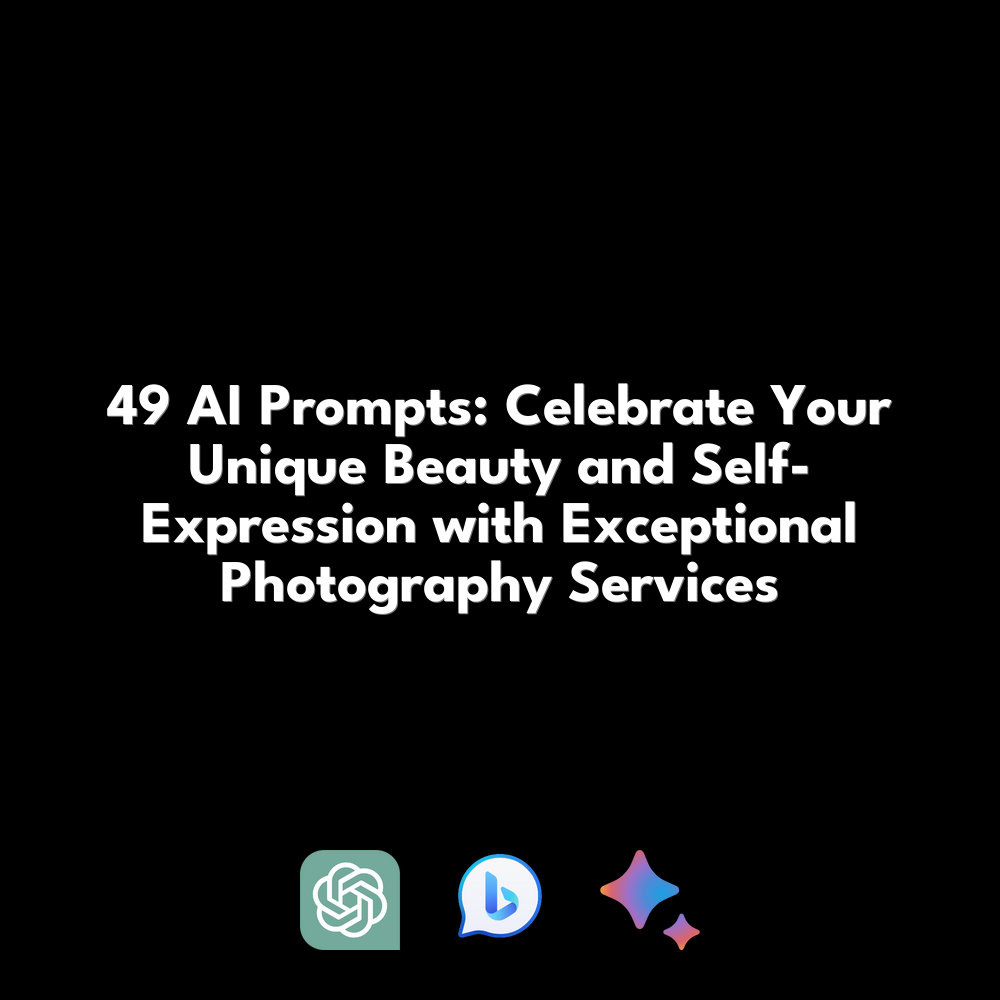 49 AI Prompts: Celebrate Your
Unique Beauty and Self-
Expression with Exceptional
Photography Services